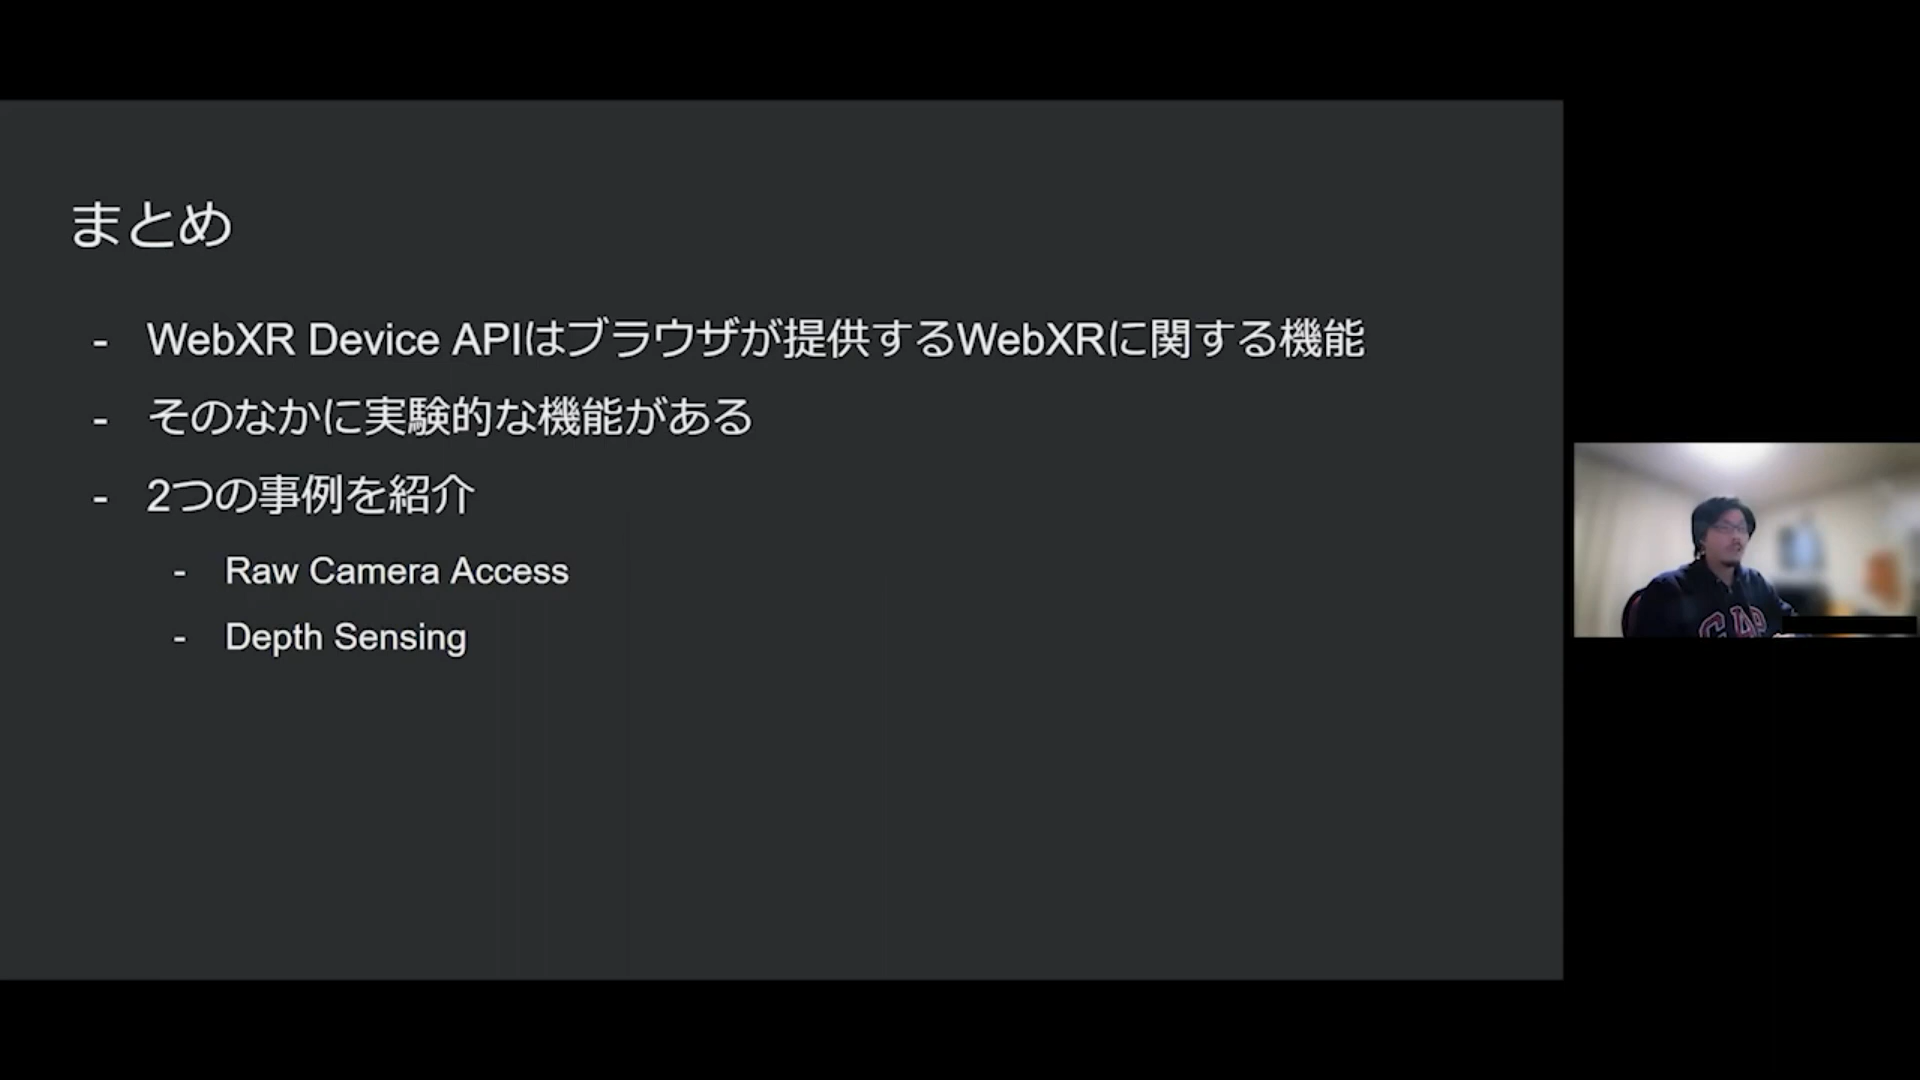 まとめ
- WebXR Device APIはブラウザが提供するWebXRに関する機能
- そのなかに実験的な機能がある
- 2つの事例を紹介
- Raw Camera Access
- Depth Sensing
GAP